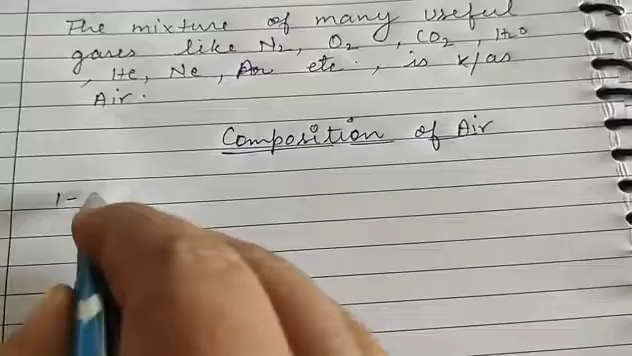 The mixture of many useful
gases like N₂, O₂, CO₂, H₂O
, He, Ne, Ar etc., is k/as
Air.
Composition of Air
1-